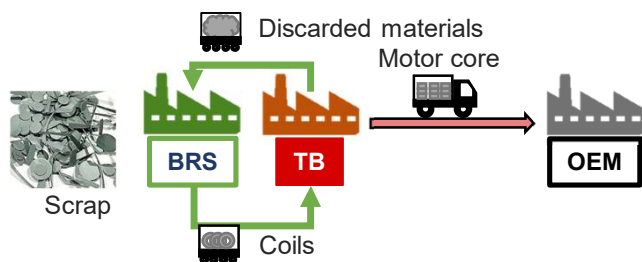 Discarded materials
Motor core
BRS
TB
OEM
Scrap
Coils